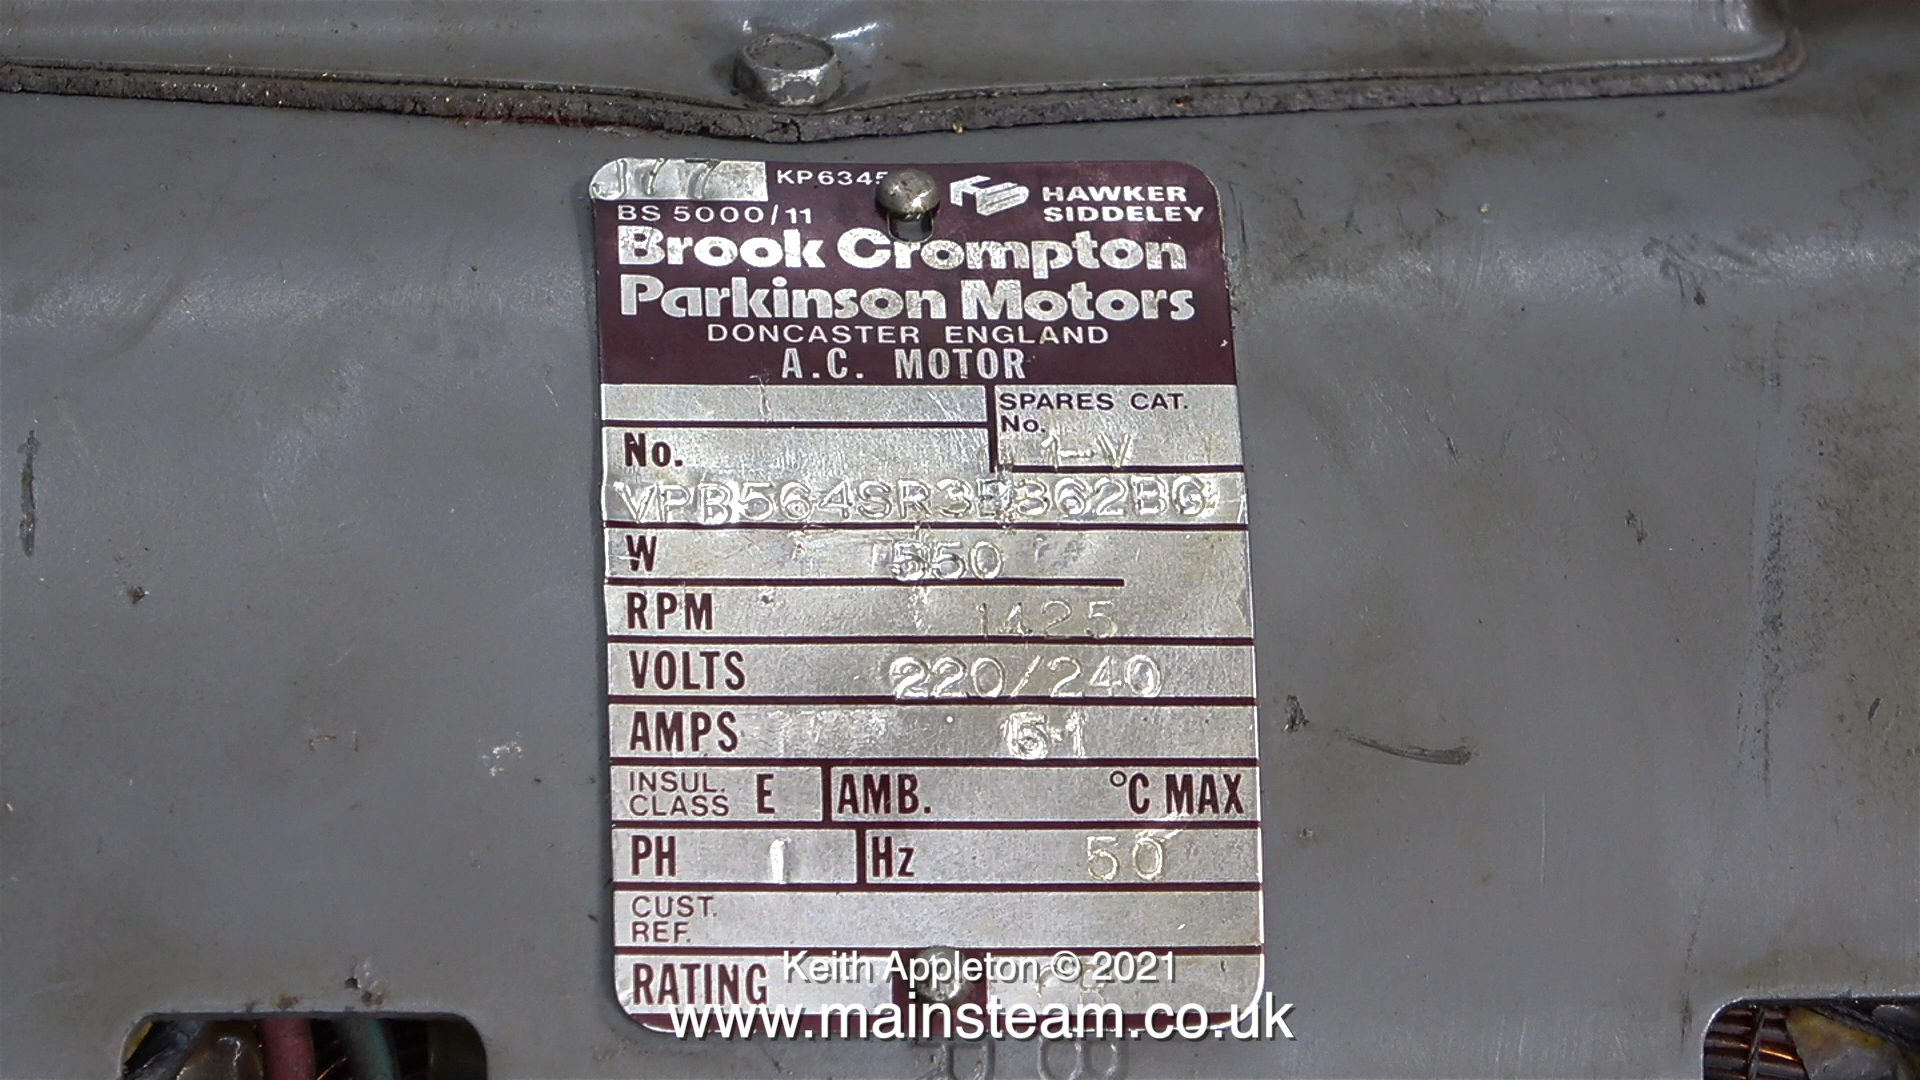 J77 KP6345 HAWKER
SIDDELEY
BS 5000/11
Brook Crompton
Parkinson Motors
DONCASTER ENGLAND
A.C. MOTOR
SPARES CAT.
No. 1-V
No.
W 550
RPM 1425
VOLTS 220/240
AMPS 5·1
INSUL. CLASS E AMB. °C MAX
PH 1 Hz 50
CUST. REF.
RATING
Keith Appleton © 2021
www.mainsteam.co.uk